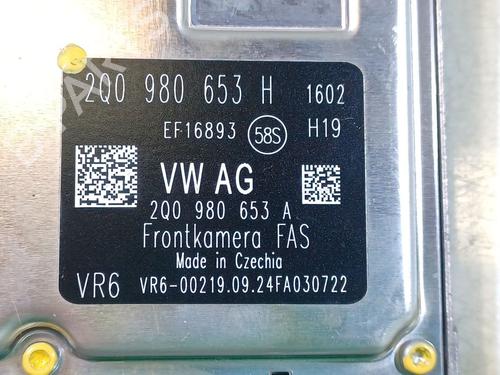 2Q0 980 653 H 1602
EF16893 58S H19
VW AG
2Q0 980 653 A
Frontkamera FAS
Made in Czechia
VR6 VR6-00219.09.24FA030722